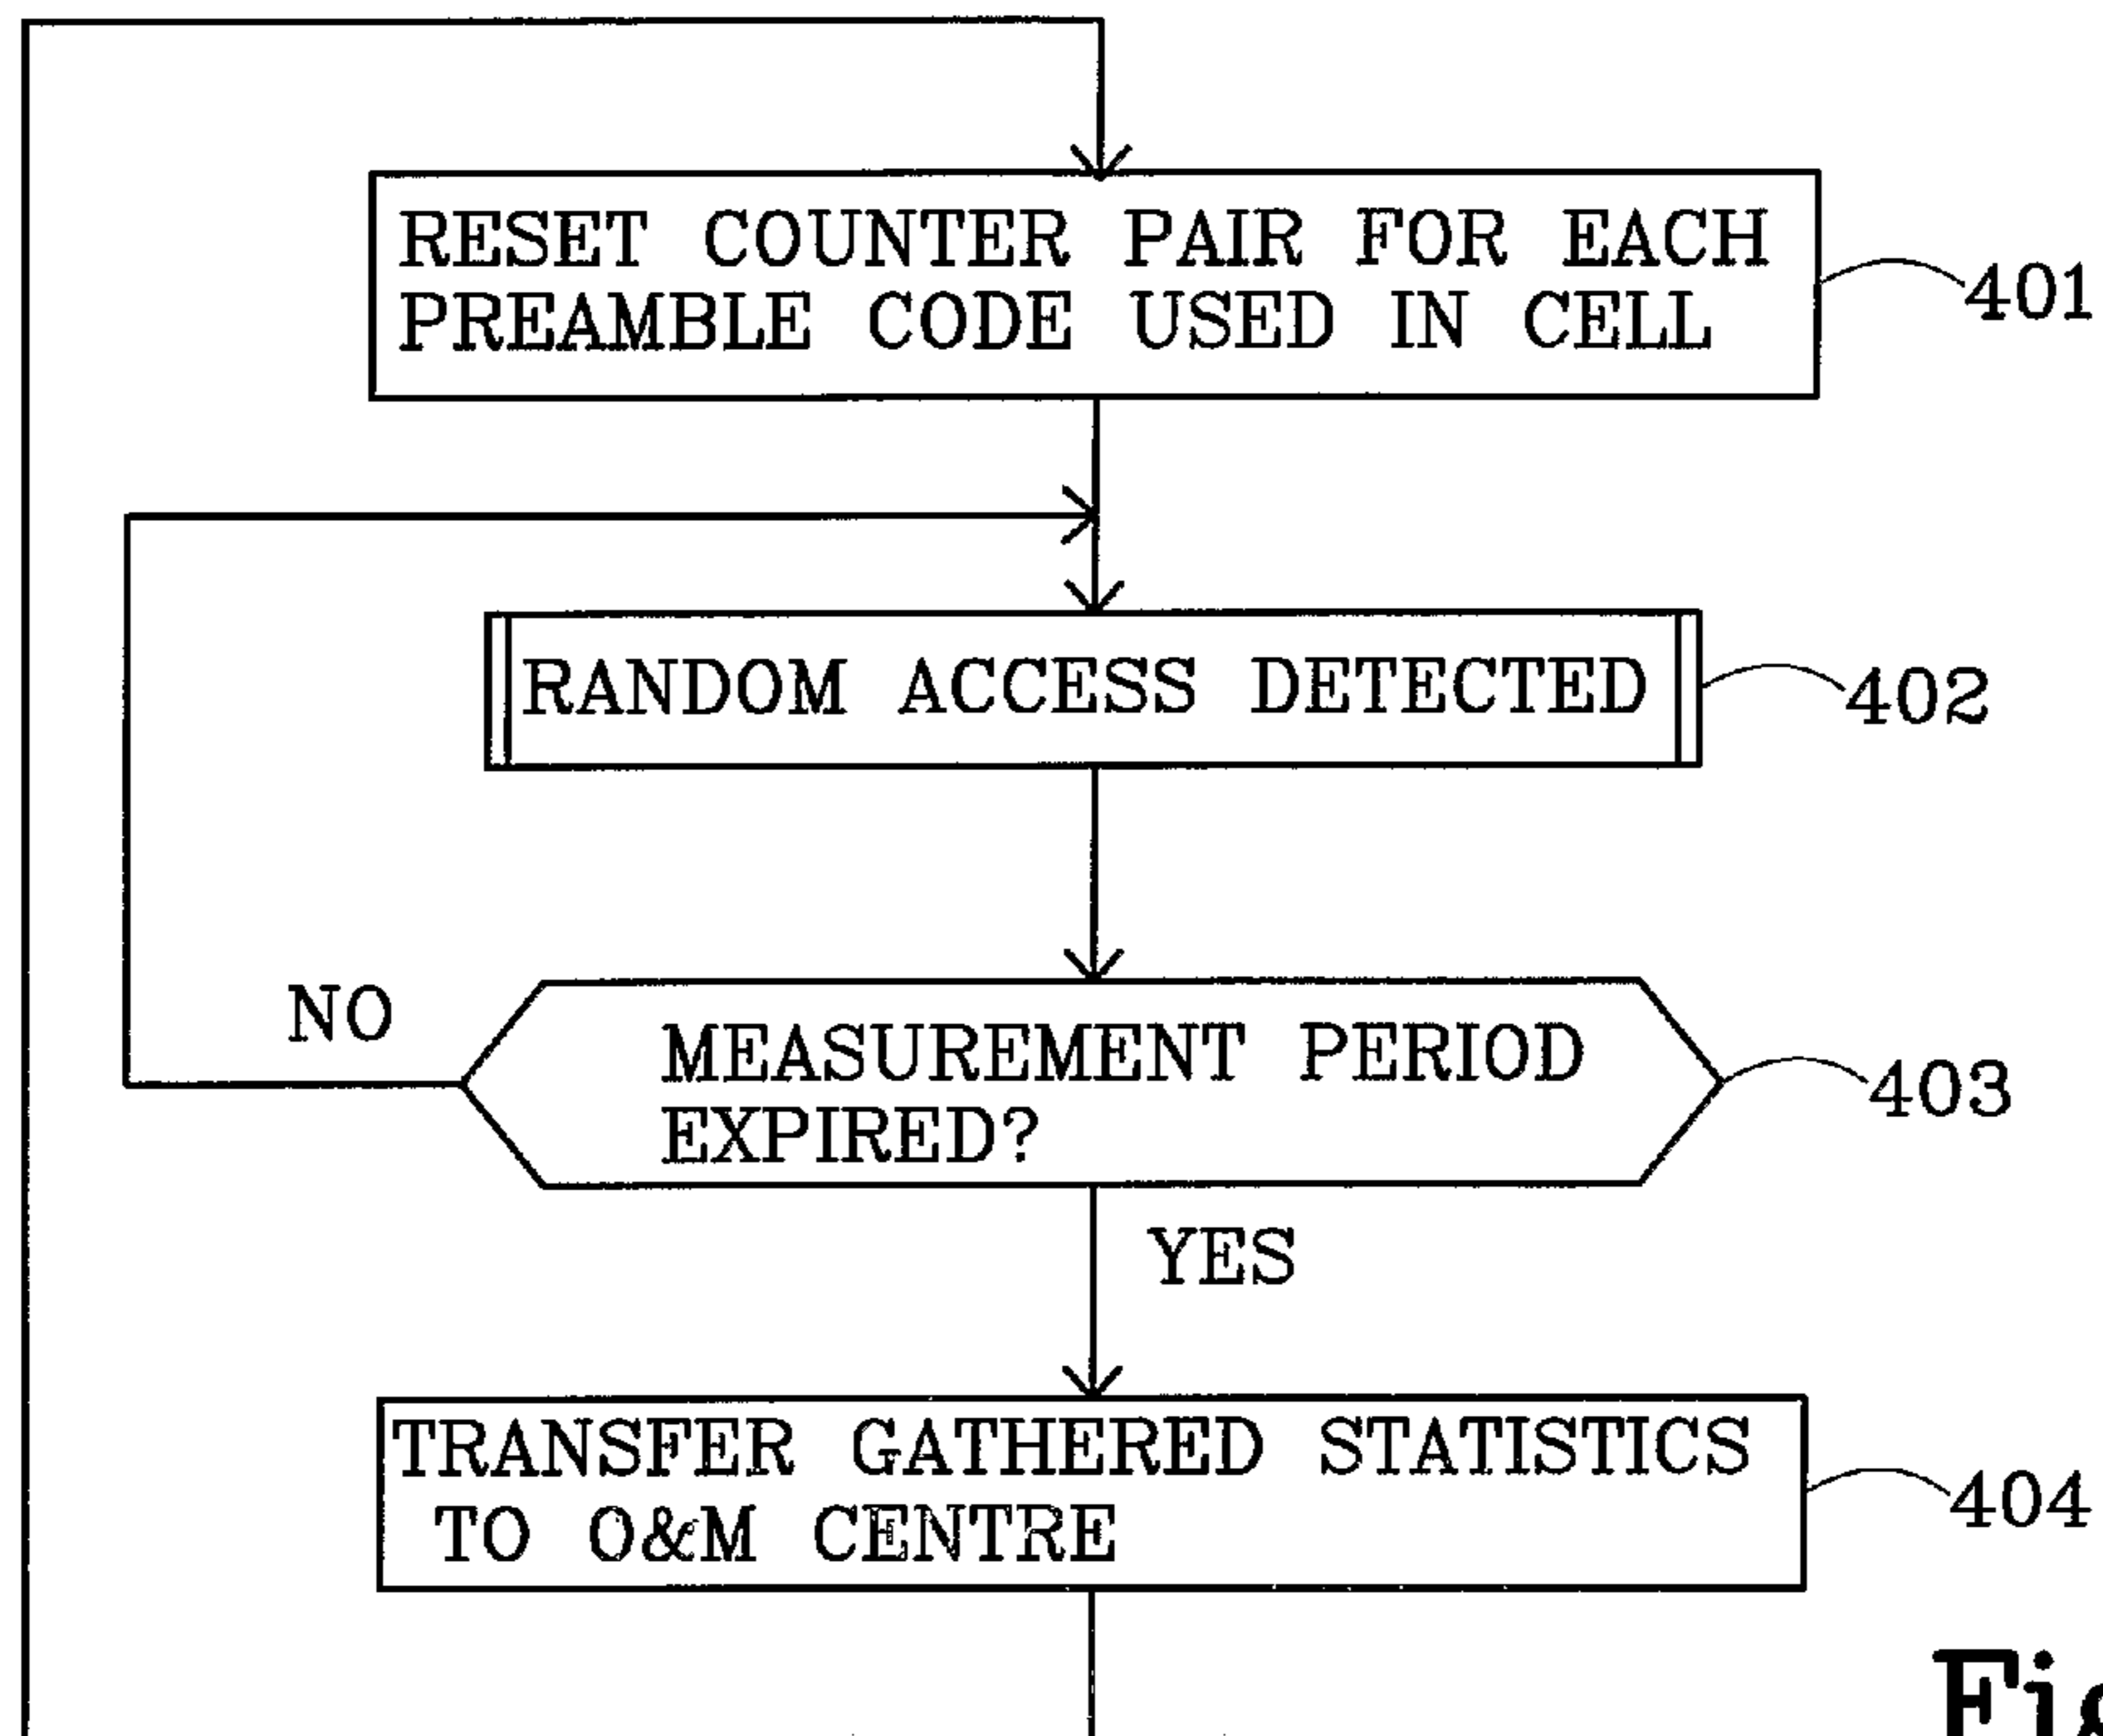 RESET COUNTER PAIR FOR EACH
PREAMBLE CODE USED IN CELL
401
RANDOM ACCESS DETECTED
402
NO
MEASUREMENT PERIOD
EXPIRED?
403
YES
TRANSFER GATHERED STATISTICS
TO O&M CENTRE
404